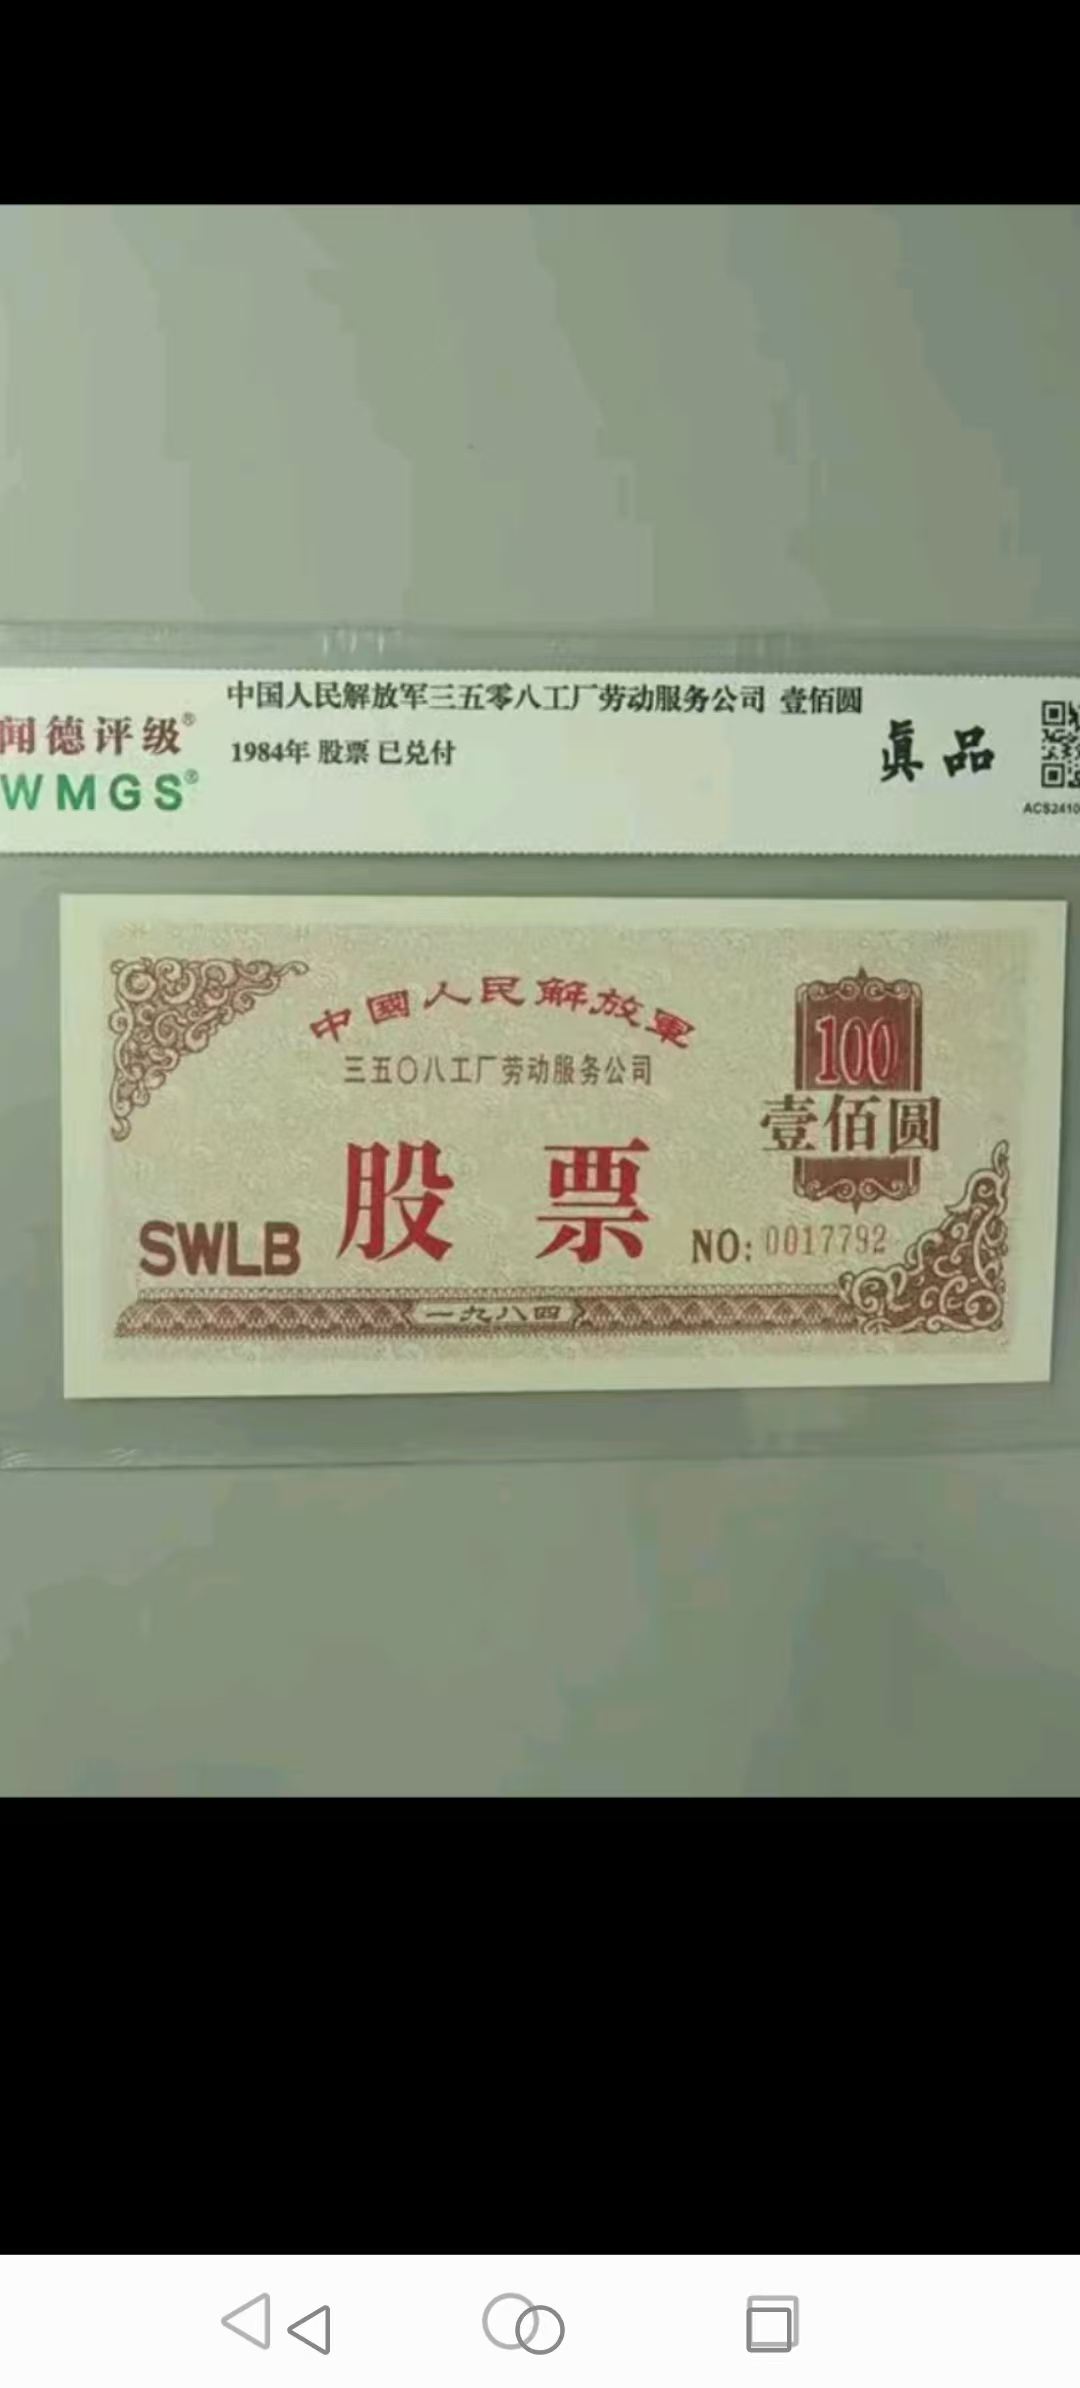 闻德评级®
WMGS®
中国人民解放军三五零八工厂劳动服务公司 壹佰圆
1984年 股票 已兑付
真品
ACS2410
中國人民解放軍
三五〇八工厂劳动服务公司
100
壹佰圆
股票
SWLB
NO: 0017792
一九八四